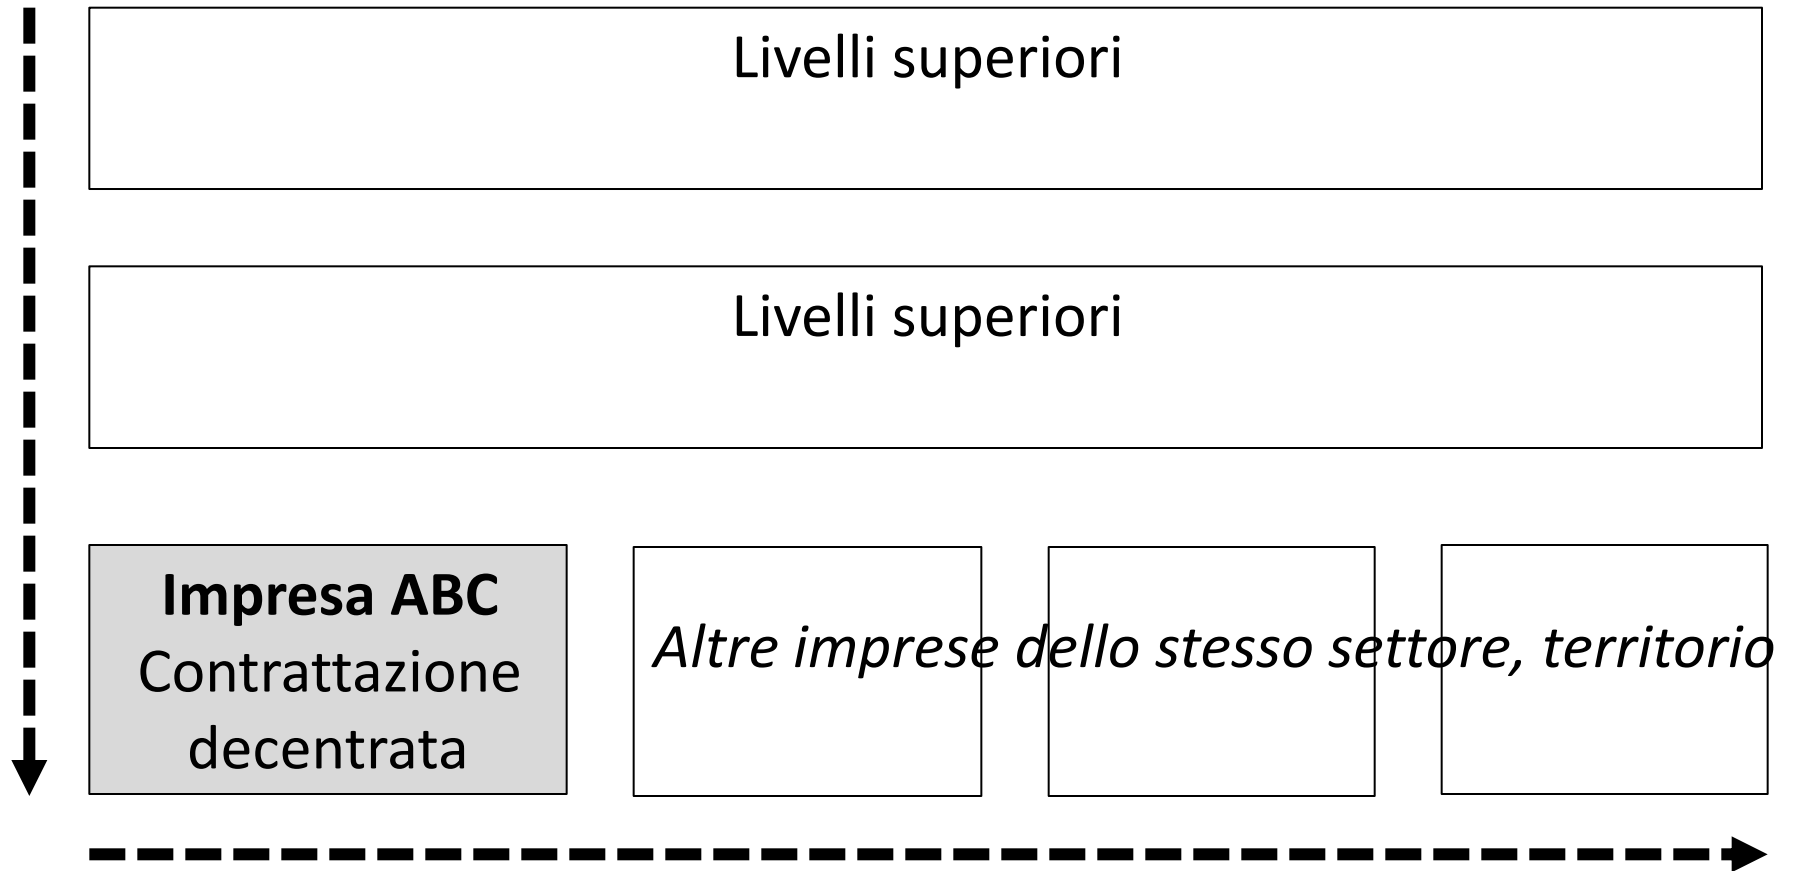 Livelli superiori
Livelli superiori
Impresa ABC
Contrattazione
decentrata
Altre imprese dello stesso settore, territorio